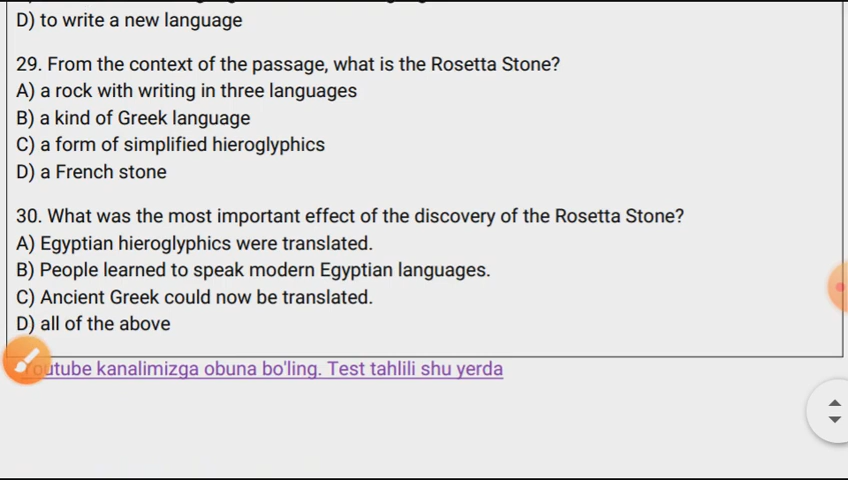 D) to write a new language
29. From the context of the passage, what is the Rosetta Stone?
A) a rock with writing in three languages
B) a kind of Greek language
C) a form of simplified hieroglyphics
D) a French stone
30. What was the most important effect of the discovery of the Rosetta Stone?
A) Egyptian hieroglyphics were translated.
B) People learned to speak modern Egyptian languages.
C) Ancient Greek could now be translated.
D) all of the above
outube kanalimizga obuna bo'ling. Test tahlili shu yerda